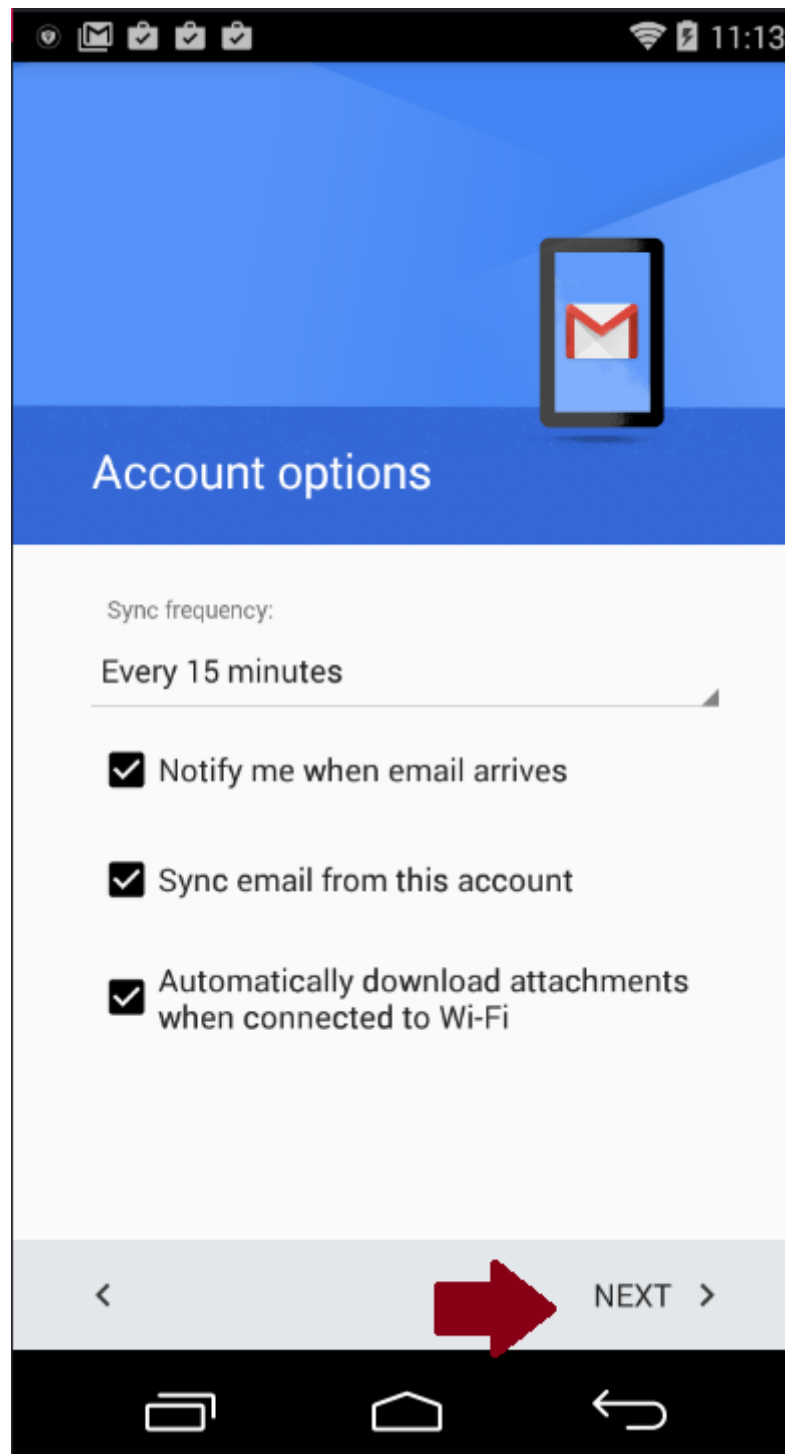 11:13
Account options
Sync frequency:
Every 15 minutes
Notify me when email arrives
Sync email from this account
Automatically download attachments
when connected to Wi-Fi
NEXT